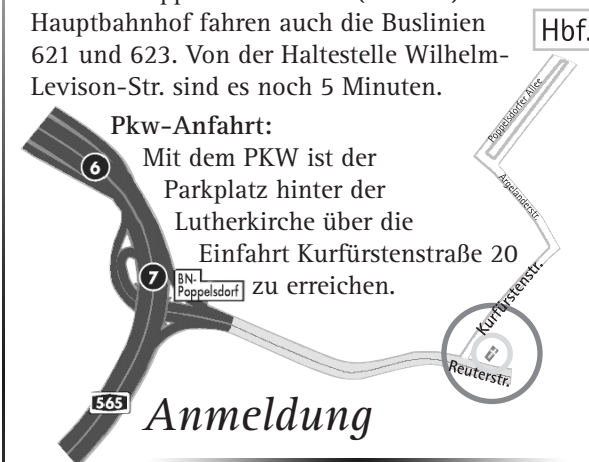 Hauptbahnhof fahren auch die Buslinien
621 und 623. Von der Haltestelle Wilhelm-
Levison-Str. sind es noch 5 Minuten.
Hbf.
Poppelsdorfer Allee
Argelanderstr.
Pkw-Anfahrt:
Mit dem PKW ist der
Parkplatz hinter der
Lutherkirche über die
Einfahrt Kurfürstenstraße 20
zu erreichen.
6
7
BN-
Poppelsdorf
Kurfürstenstr.
Reuterstr.
565
Anmeldung